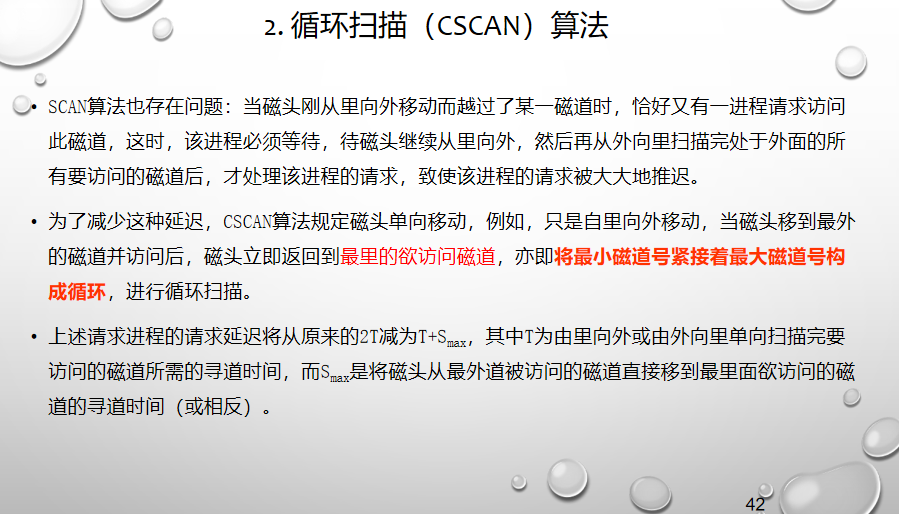 2. 循环扫描（CSCAN）算法
• SCAN算法也存在问题：当磁头刚从里向外移动而越过了某一磁道时，恰好又有一进程请求访问
此磁道，这时，该进程必须等待，待磁头继续从里向外，然后再从外向里扫描完处于外面的所
有要访问的磁道后，才处理该进程的请求，致使该进程的请求被大大地推迟。
• 为了减少这种延迟，CSCAN算法规定磁头单向移动，例如，只是自里向外移动，当磁头移到最外
的磁道并访问后，磁头立即返回到最里的欲访问磁道，亦即将最小磁道号紧接着最大磁道号构
成循环，进行循环扫描。
• 上述请求进程的请求延迟将从原来的2T减为T+Smax，其中T为由里向外或由外向里单向扫描完要
访问的磁道所需的寻道时间，而Smax是将磁头从最外道被访问的磁道直接移到最里面欲访问的磁
道的寻道时间（或相反）。
42